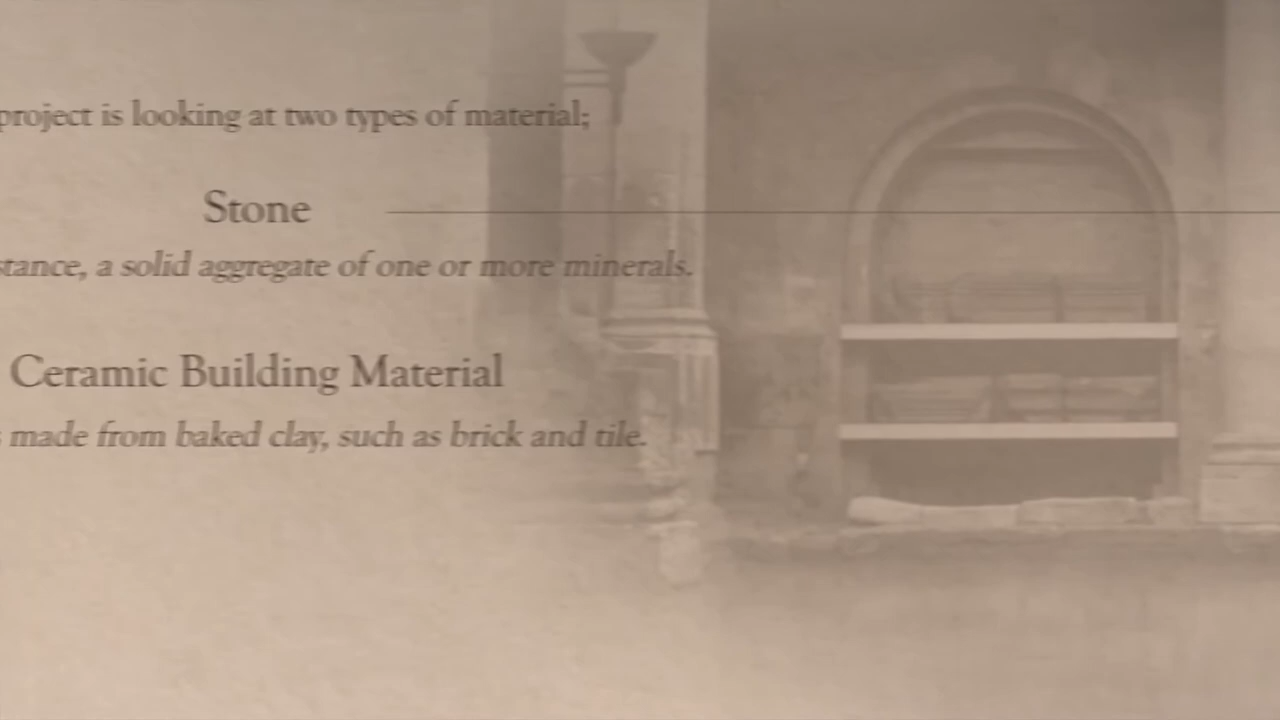 project is looking at two types of material;
Stone
stance, a solid aggregate of one or more minerals.
Ceramic Building Material
made from baked clay, such as brick and tile.